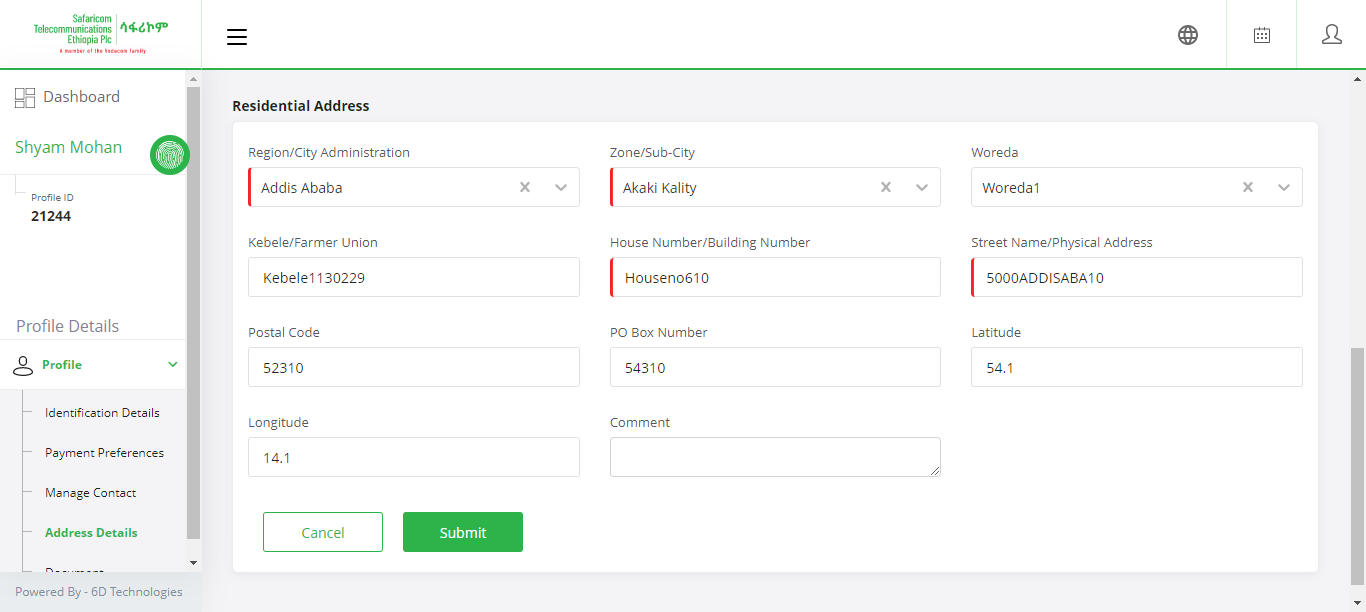 Safaricom
Telecommunications
Ethiopia Plc
ሳፋሪኮም
A member of the Vodacom family
Dashboard
Shyam Mohan
Profile ID
21244
Profile Details
Profile
Identification Details
Payment Preferences
Manage Contact
Address Details
Document
Powered By - 6D Technologies
Residential Address
Region/City Administration
Zone/Sub-City
Woreda
Addis Ababa
Akaki Kality
Woreda1
Kebele/Farmer Union
House Number/Building Number
Street Name/Physical Address
Kebele1130229
Houseno610
5000ADDISABA10
Postal Code
PO Box Number
Latitude
52310
54310
54.1
Longitude
Comment
14.1
Cancel
Submit